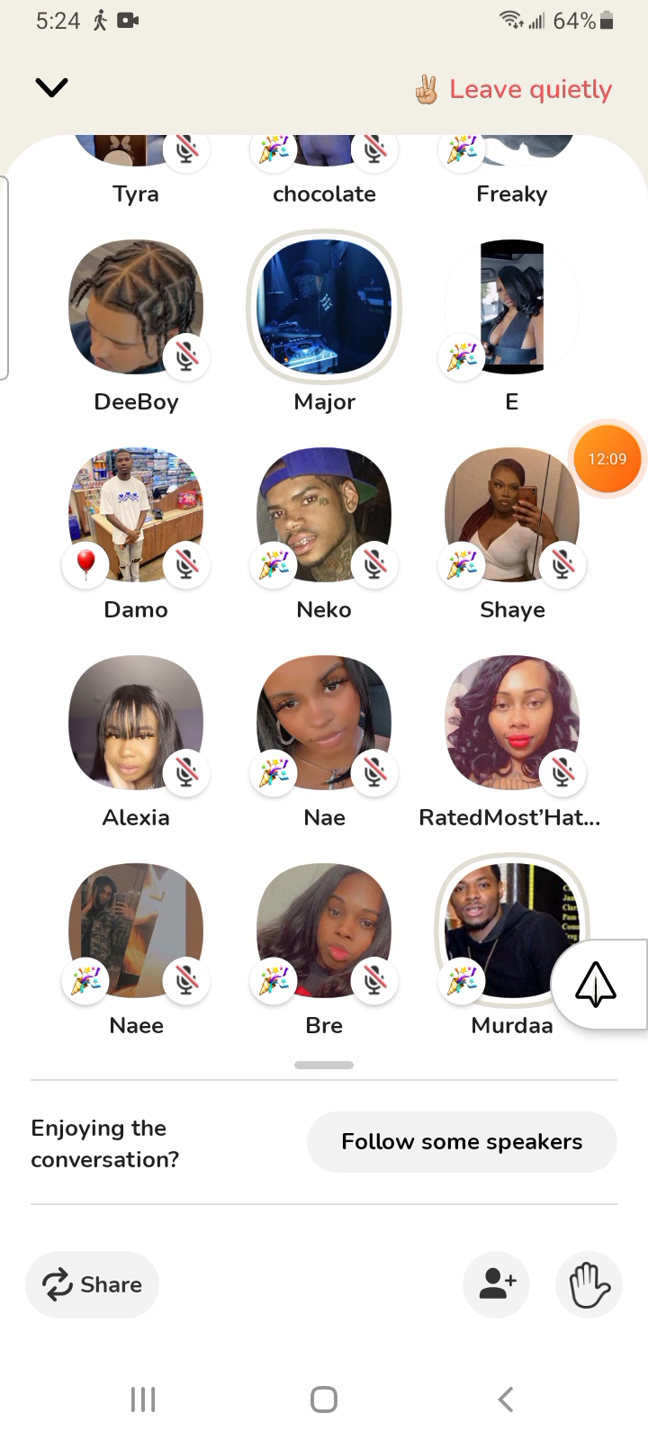 5:24 64%
✌🏼 Leave quietly
Tyra chocolate Freaky
DeeBoy Major E
12:09
Damo Neko Shaye
Alexia Nae RatedMost’Hat...
Naee Bre Murdaa
Enjoying the
conversation?
Follow some speakers
Share